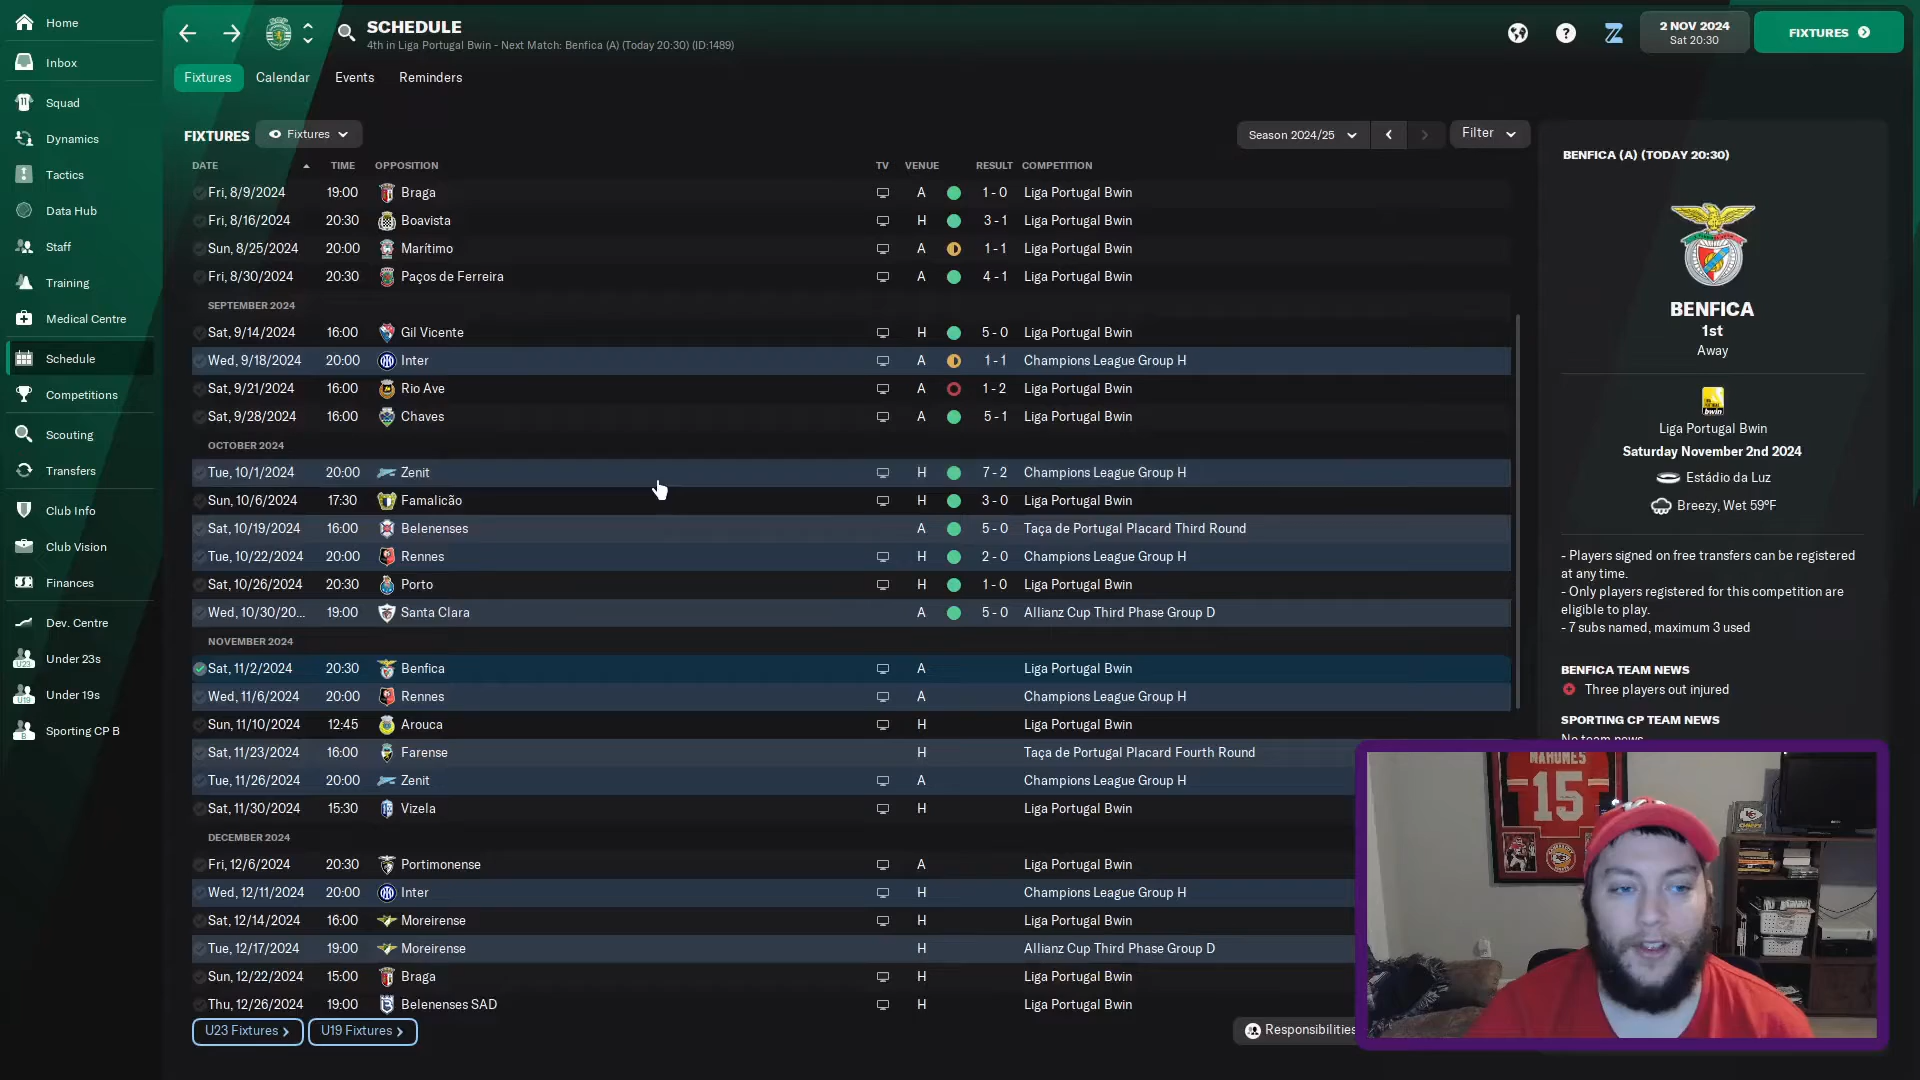 Home
Inbox
Squad
Dynamics
Tactics
Data Hub
Staff
Training
Medical Centre
Schedule
Competitions
Scouting
Transfers
Club Info
Club Vision
Finances
Dev. Centre
Under 23s
Under 19s
Sporting CP B
SCHEDULE
4th in Liga Portugal Bwin - Next Match: Benfica (A) (Today 20:30) (ID:1489)
2 NOV 2024
Sat 20:30
FIXTURES
Fixtures Calendar Events Reminders
FIXTURES Fixtures Season 2024/25 Filter
DATE TIME OPPOSITION TV VENUE RESULT COMPETITION
Fri, 8/9/2024 19:00 Braga A 1 - 0 Liga Portugal Bwin
Fri, 8/16/2024 20:30 Boavista H 3 - 1 Liga Portugal Bwin
Sun, 8/25/2024 20:00 Marítimo A 1 - 1 Liga Portugal Bwin
Fri, 8/30/2024 20:30 Paços de Ferreira A 4 - 1 Liga Portugal Bwin
SEPTEMBER 2024
Sat, 9/14/2024 16:00 Gil Vicente H 5 - 0 Liga Portugal Bwin
Wed, 9/18/2024 20:00 Inter A 1 - 1 Champions League Group H
Sat, 9/21/2024 16:00 Rio Ave A 1 - 2 Liga Portugal Bwin
Sat, 9/28/2024 16:00 Chaves A 5 - 1 Liga Portugal Bwin
OCTOBER 2024
Tue, 10/1/2024 20:00 Zenit H 7 - 2 Champions League Group H
Sun, 10/6/2024 17:30 Famalicão H 3 - 0 Liga Portugal Bwin
Sat, 10/19/2024 16:00 Belenenses A 5 - 0 Taça de Portugal Placard Third Round
Tue, 10/22/2024 20:00 Rennes H 2 - 0 Champions League Group H
Sat, 10/26/2024 20:30 Porto H 1 - 0 Liga Portugal Bwin
Wed, 10/30/20... 19:00 Santa Clara A 5 - 0 Allianz Cup Third Phase Group D
NOVEMBER 2024
Sat, 11/2/2024 20:30 Benfica A Liga Portugal Bwin
Wed, 11/6/2024 20:00 Rennes A Champions League Group H
Sun, 11/10/2024 12:45 Arouca H Liga Portugal Bwin
Sat, 11/23/2024 16:00 Farense H Taça de Portugal Placard Fourth Round
Tue, 11/26/2024 20:00 Zenit A Champions League Group H
Sat, 11/30/2024 15:30 Vizela H Liga Portugal Bwin
DECEMBER 2024
Fri, 12/6/2024 20:30 Portimonense A Liga Portugal Bwin
Wed, 12/11/2024 20:00 Inter H Champions League Group H
Sat, 12/14/2024 16:00 Moreirense H Liga Portugal Bwin
Tue, 12/17/2024 19:00 Moreirense H Allianz Cup Third Phase Group D
Sun, 12/22/2024 15:00 Braga H Liga Portugal Bwin
Thu, 12/26/2024 19:00 Belenenses SAD H Liga Portugal Bwin
U23 Fixtures U19 Fixtures Responsibilities
BENFICA (A) (TODAY 20:30)
BENFICA
1st
Away
bwin
Liga Portugal Bwin
Saturday November 2nd 2024
Estádio da Luz
Breezy, Wet 59°F
- Players signed on free transfers can be registered
at any time.
- Only players registered for this competition are
eligible to play.
- 7 subs named, maximum 3 used
BENFICA TEAM NEWS
Three players out injured
SPORTING CP TEAM NEWS
No team news
MAHOMES
15